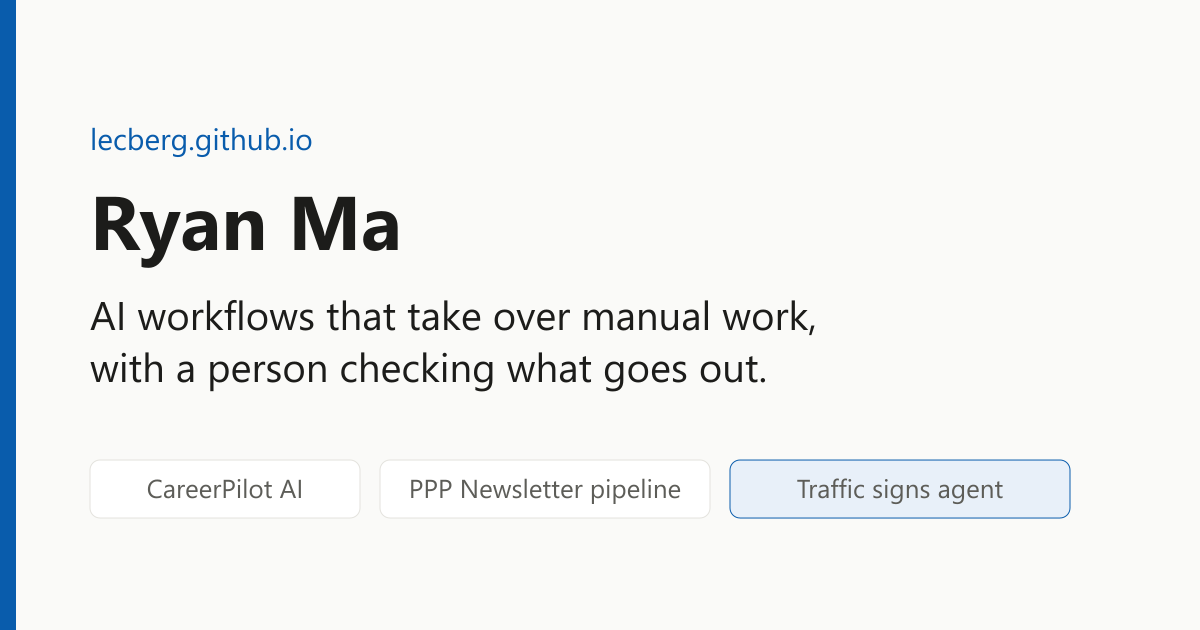 lecberg.github.io
Ryan Ma
AI workflows that take over manual work,
with a person checking what goes out.
CareerPilot AI
PPP Newsletter pipeline
Traffic signs agent